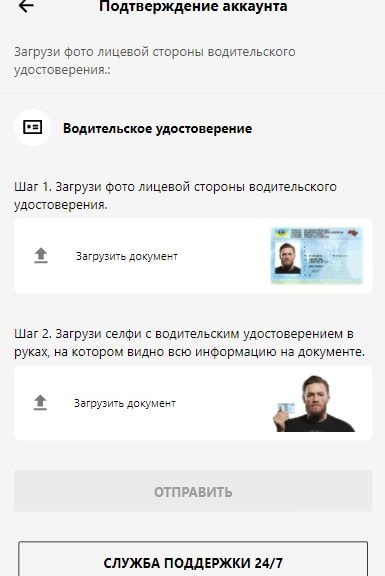 Подтверждение аккаунта
Загрузи фото лицевой стороны водительского
удостоверения.:
Водительское удостоверение
Шаг 1. Загрузи фото лицевой стороны водительского
удостоверения.
Загрузить документ
Шаг 2. Загрузи селфи с водительским удостоверением в
руках, на котором видно всю информацию на документе.
Загрузить документ
ОТПРАВИТЬ
СЛУЖБА ПОДДЕРЖКИ 24/7